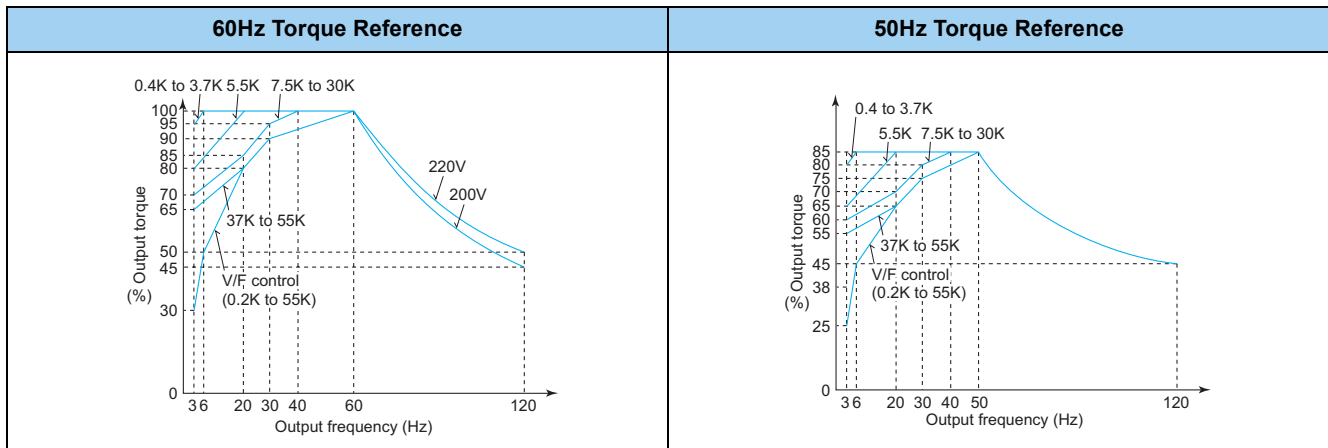 60Hz Torque Reference
50Hz Torque Reference
0.4K to 3.7K 5.5K 7.5K to 30K
100
95
90
85
80
70
65
50
45
30
0
Output torque
(%)
220V
200V
37K to 55K
V/F control
(0.2K to 55K)
3 6 20 30 40 60 120
Output frequency (Hz)
0.4 to 3.7K
5.5K 7.5K to 30K
85
80
75
70
65
60
55
45
38
25
0
Output torque
(%)
37K to 55K
V/F control
(0.2K to 55K)
3 6 20 30 40 50 120
Output frequency (Hz)